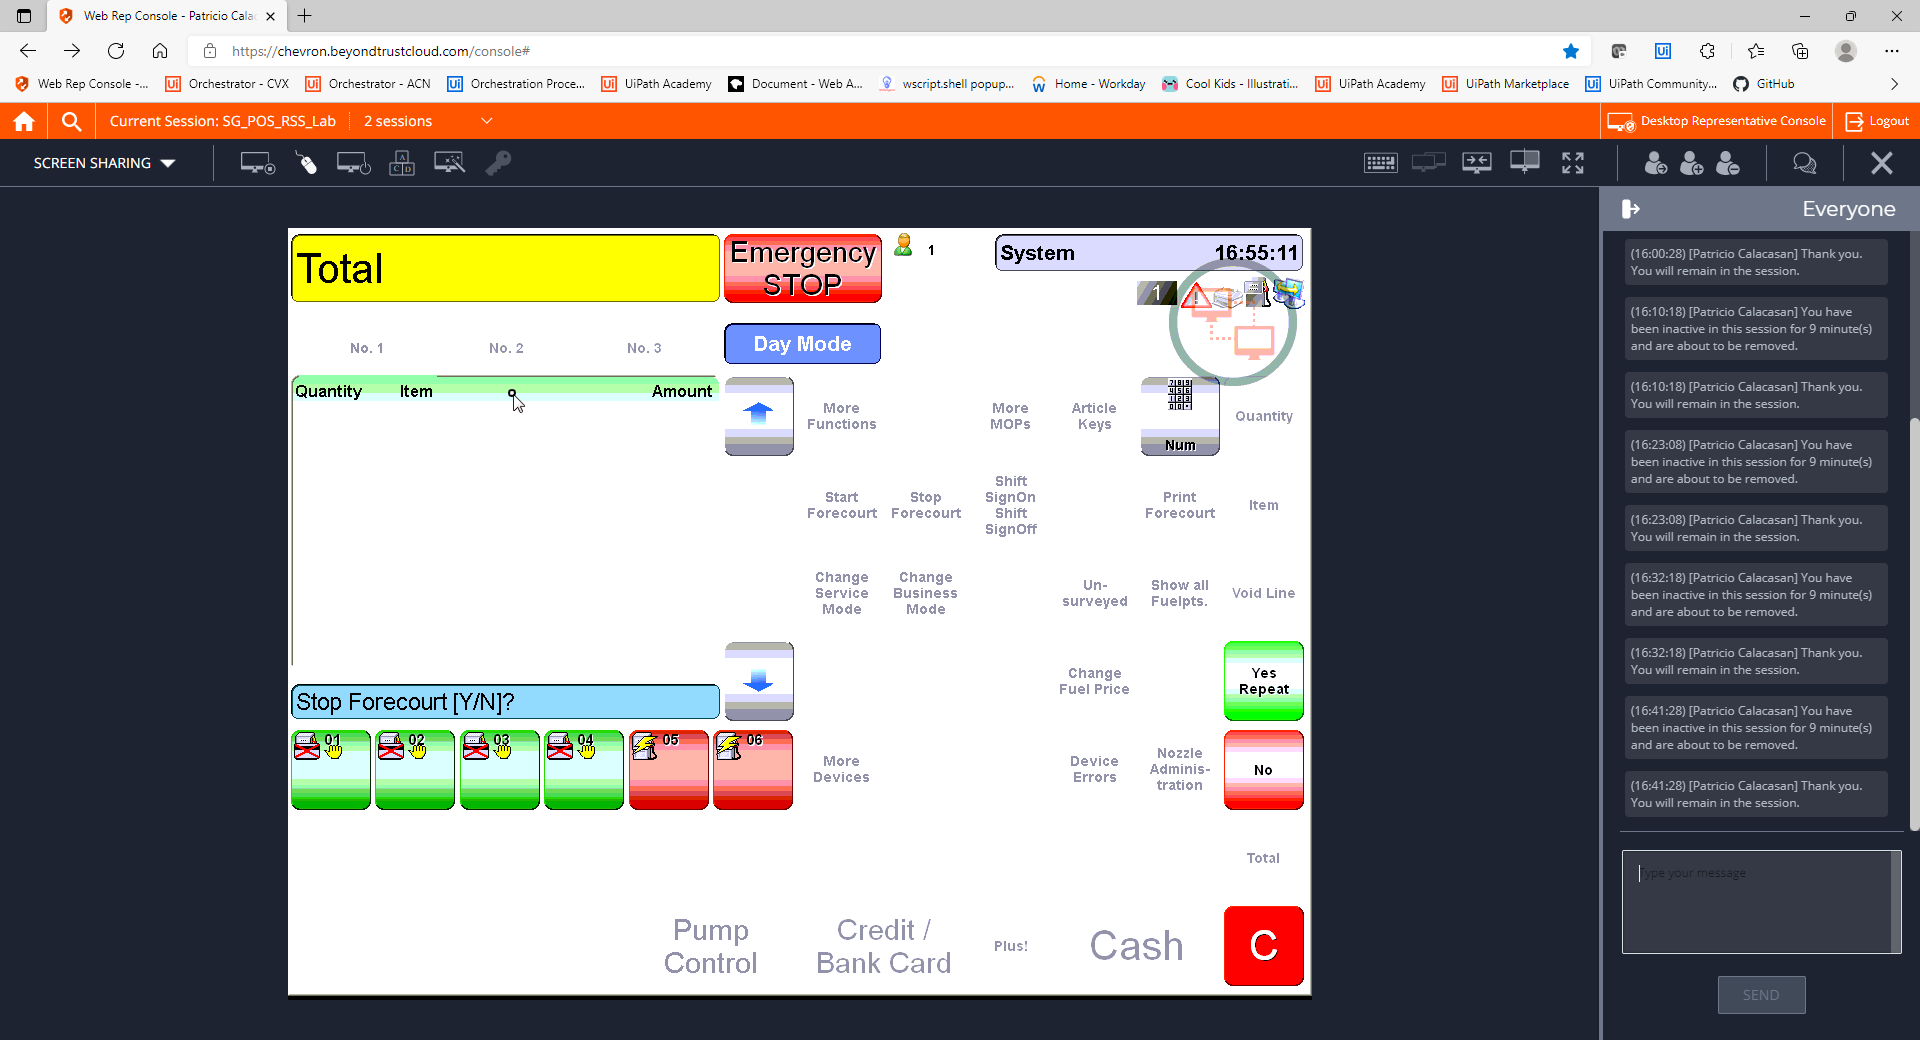 Web Rep Console - Patricio Cala
https://chevron.beyondtrustcloud.com/console#
Web Rep Console -...
Orchestrator - CVX
Orchestrator - ACN
Orchestration Proce...
UiPath Academy
Document - Web A...
wscript.shell popup...
Home - Workday
Cool Kids - Illustrati...
UiPath Academy
UiPath Marketplace
UiPath Community...
GitHub
Current Session: SG_POS_RSS_Lab
2 sessions
Desktop Representative Console
Logout
SCREEN SHARING
Everyone
Total
Emergency
STOP
1
System
16:55:11
1
No. 1
No. 2
No. 3
Day Mode
Quantity
Item
Amount
More
Functions
More
MOPs
Article
Keys
Num
Quantity
Start
Forecourt
Stop
Forecourt
Shift
SignOn
Shift
SignOff
Print
Forecourt
Item
Change
Service
Mode
Change
Business
Mode
Un-
surveyed
Show all
Fuelpts.
Void Line
Change
Fuel Price
Yes
Repeat
Stop Forecourt [Y/N]?
01
02
03
04
05
06
More
Devices
Device
Errors
Nozzle
Adminis-
tration
No
Total
Pump
Control
Credit /
Bank Card
Plus!
Cash
C
(16:00:28) [Patricio Calacasan] Thank you.
You will remain in the session.
(16:10:18) [Patricio Calacasan] You have
been inactive in this session for 9 minute(s)
and are about to be removed.
(16:10:18) [Patricio Calacasan] Thank you.
You will remain in the session.
(16:23:08) [Patricio Calacasan] You have
been inactive in this session for 9 minute(s)
and are about to be removed.
(16:23:08) [Patricio Calacasan] Thank you.
You will remain in the session.
(16:32:18) [Patricio Calacasan] You have
been inactive in this session for 9 minute(s)
and are about to be removed.
(16:32:18) [Patricio Calacasan] Thank you.
You will remain in the session.
(16:41:28) [Patricio Calacasan] You have
been inactive in this session for 9 minute(s)
and are about to be removed.
(16:41:28) [Patricio Calacasan] Thank you.
You will remain in the session.
Type your message
SEND